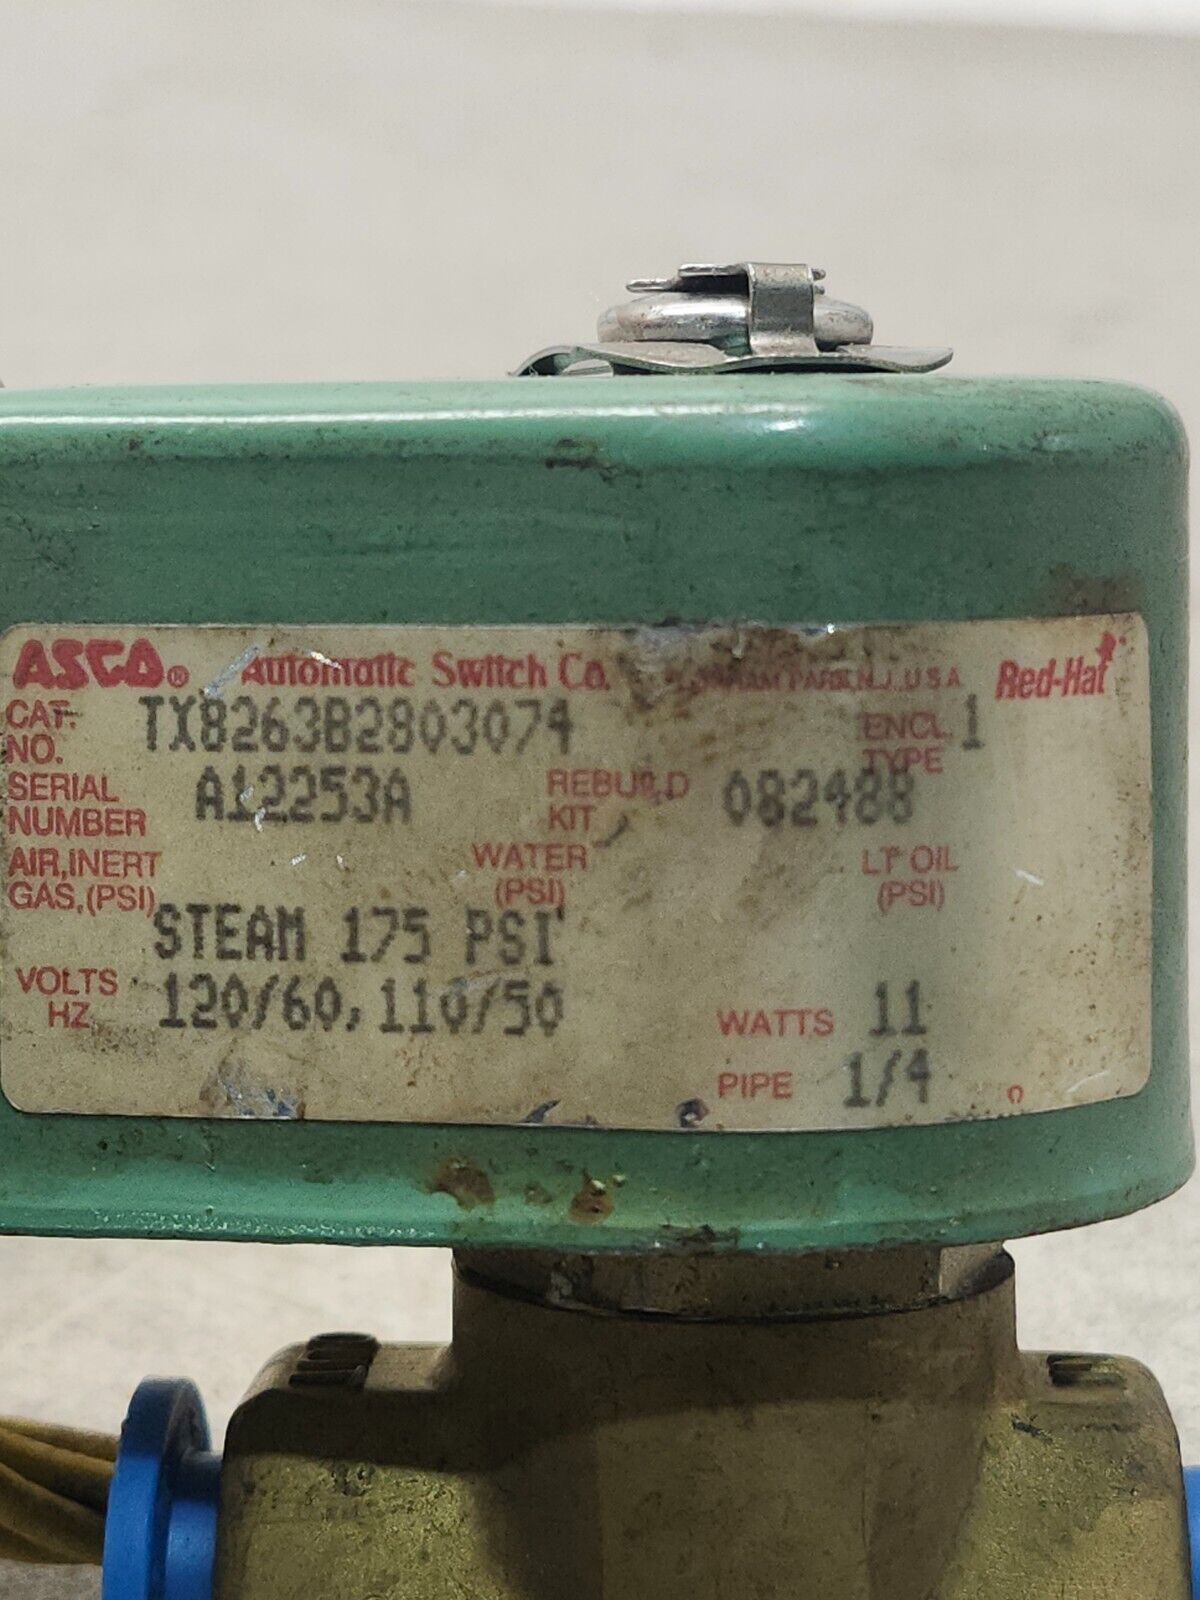 ASCO® Automatic Switch Co. PARK, N.J., U.S.A. Red-Hat
CAT. NO. TX8263B2803074 ENCL. TYPE 1
SERIAL NUMBER A12253A REBUILD KIT 082488
AIR, INERT GAS, (PSI) WATER (PSI) LT OIL (PSI)
STEAM 175 PSI
VOLTS HZ 120/60, 110/50 WATTS 11
PIPE 1/4